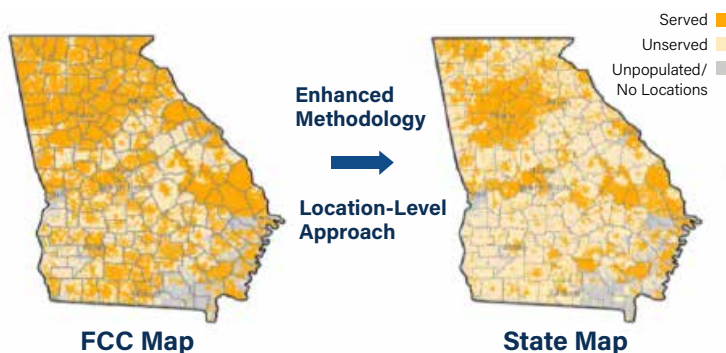 Served
Unserved
Unpopulated/
No Locations
Enhanced
Methodology
Location-Level
Approach
FCC Map
State Map